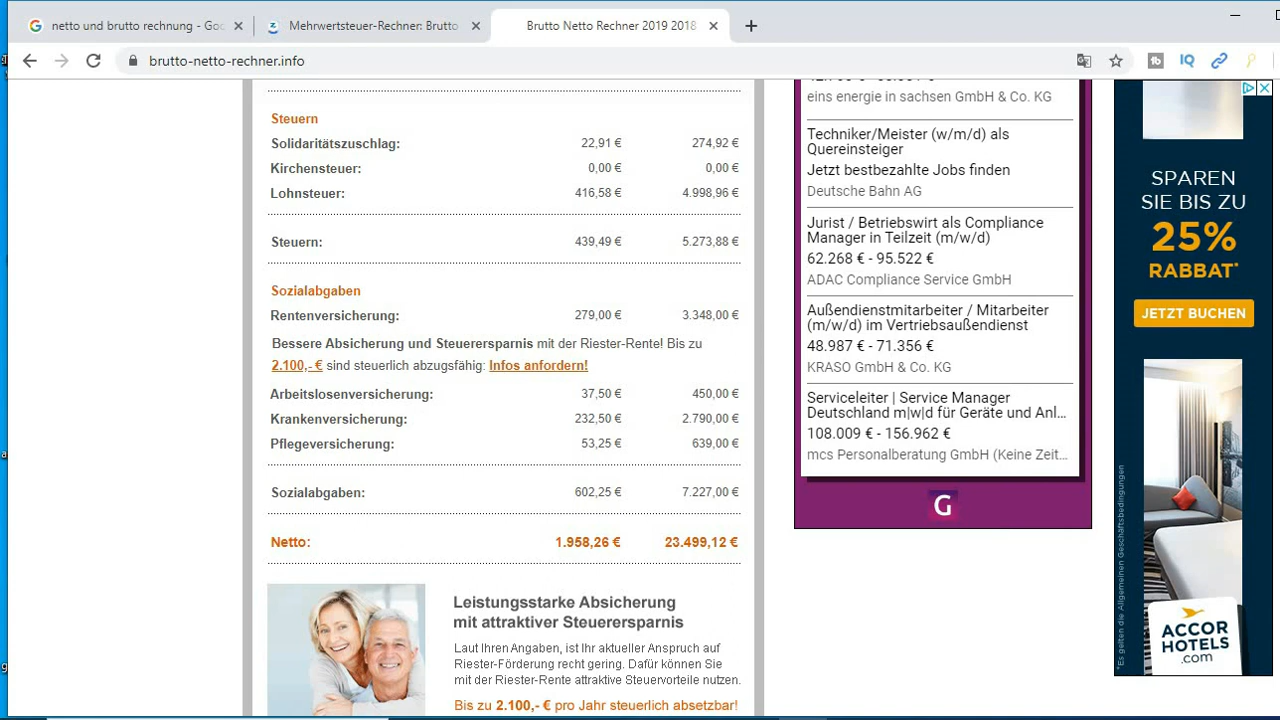 netto und brutto rechnung - Goo
Mehrwertsteuer-Rechner: Brutto
Brutto Netto Rechner 2019 2018
brutto-netto-rechner.info
Steuern
Solidaritätszuschlag: 22,91 € 274,92 €
Kirchensteuer: 0,00 € 0,00 €
Lohnsteuer: 416,58 € 4.998,96 €
Steuern: 439,49 € 5.273,88 €
Sozialabgaben
Rentenversicherung: 279,00 € 3.348,00 €
Bessere Absicherung und Steuerersparnis mit der Riester-Rente! Bis zu
2.100,- € sind steuerlich abzugsfähig: Infos anfordern!
Arbeitslosenversicherung: 37,50 € 450,00 €
Krankenversicherung: 232,50 € 2.790,00 €
Pflegeversicherung: 53,25 € 639,00 €
Sozialabgaben: 602,25 € 7.227,00 €
Netto: 1.958,26 € 23.499,12 €
Leistungsstarke Absicherung
mit attraktiver Steuerersparnis
Laut Ihren Angaben, ist Ihr aktueller Anspruch auf
Riester-Förderung recht gering. Dafür können Sie
mit der Riester-Rente attraktive Steuervorteile nutzen.
Bis zu 2.100,- € pro Jahr steuerlich absetzbar!
eins energie in sachsen GmbH & Co. KG
Techniker/Meister (w/m/d) als
Quereinsteiger
Jetzt bestbezahlte Jobs finden
Deutsche Bahn AG
Jurist / Betriebswirt als Compliance
Manager in Teilzeit (m/w/d)
62.268 € - 95.522 €
ADAC Compliance Service GmbH
Außendienstmitarbeiter / Mitarbeiter
(m/w/d) im Vertriebsaußendienst
48.987 € - 71.356 €
KRASO GmbH & Co. KG
Serviceleiter | Service Manager
Deutschland m|w|d für Geräte und Anl...
108.009 € - 156.962 €
mcs Personalberatung GmbH (Keine Zeit...
G
SPAREN
SIE BIS ZU
25%
RABBAT*
JETZT BUCHEN
*Es gelten die Allgemeinen Geschäftsbedingungen
ACCOR
HOTELS
.com